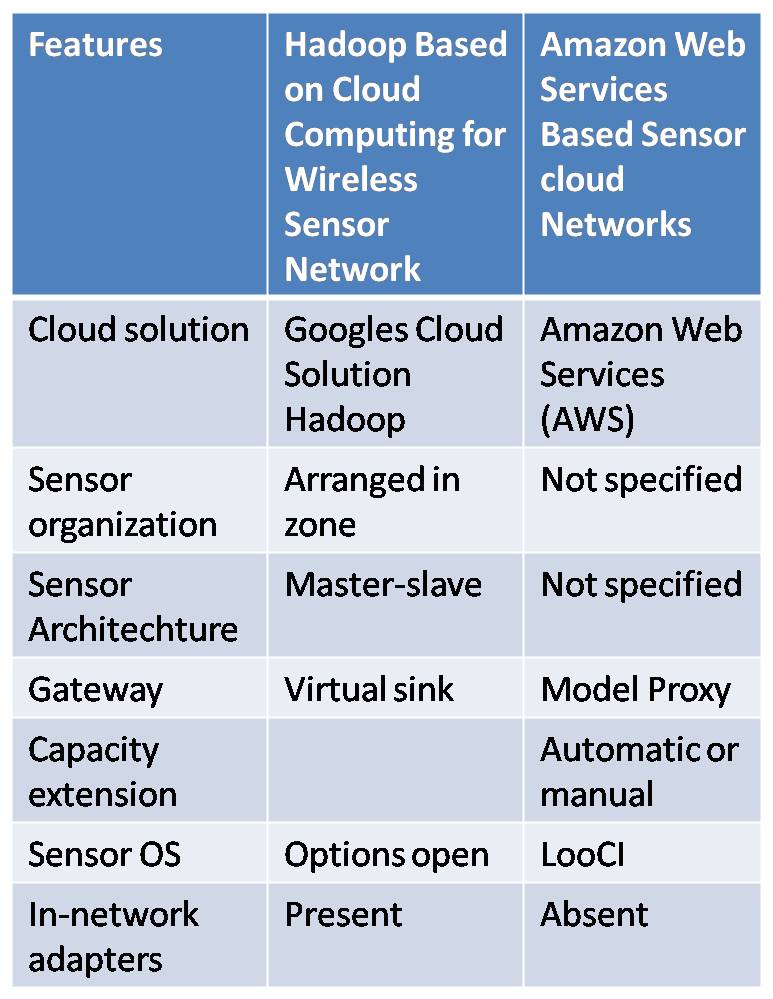 Features
Hadoop Based
on Cloud
Computing for
Wireless
Sensor
Network
Amazon Web
Services
Based Sensor
cloud
Networks
Cloud solution
Googles Cloud
Solution
Hadoop
Amazon Web
Services
(AWS)
Sensor
organization
Arranged in
zone
Not specified
Sensor
Architechture
Master-slave
Not specified
Gateway
Virtual sink
Model Proxy
Capacity
extension
Automatic or
manual
Sensor OS
Options open
LooCI
In-network
adapters
Present
Absent